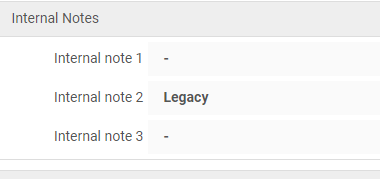 Internal Notes
Internal note 1 -
Internal note 2 Legacy
Internal note 3 -